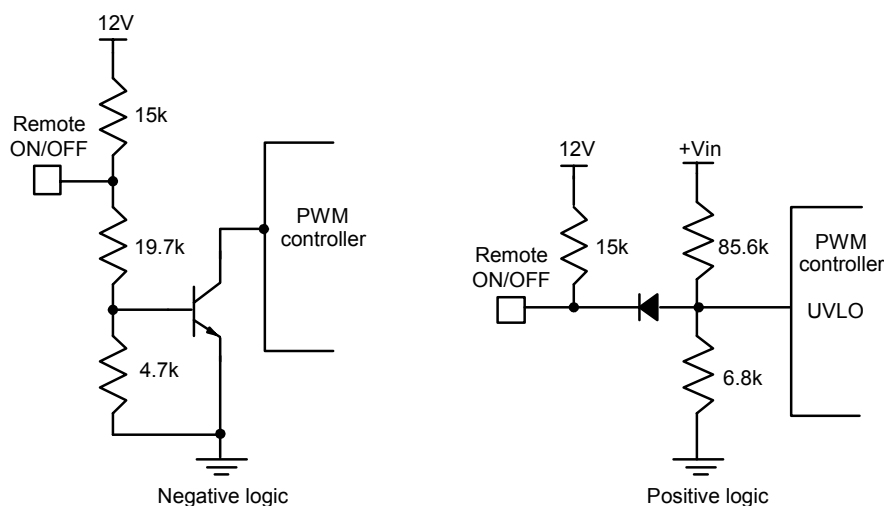 12V
15k
Remote
ON/OFF
19.7k
4.7k
PWM
controller
Negative logic
12V
+Vin
Remote
ON/OFF
15k
85.6k
PWM
controller
UVLO
6.8k
Positive logic